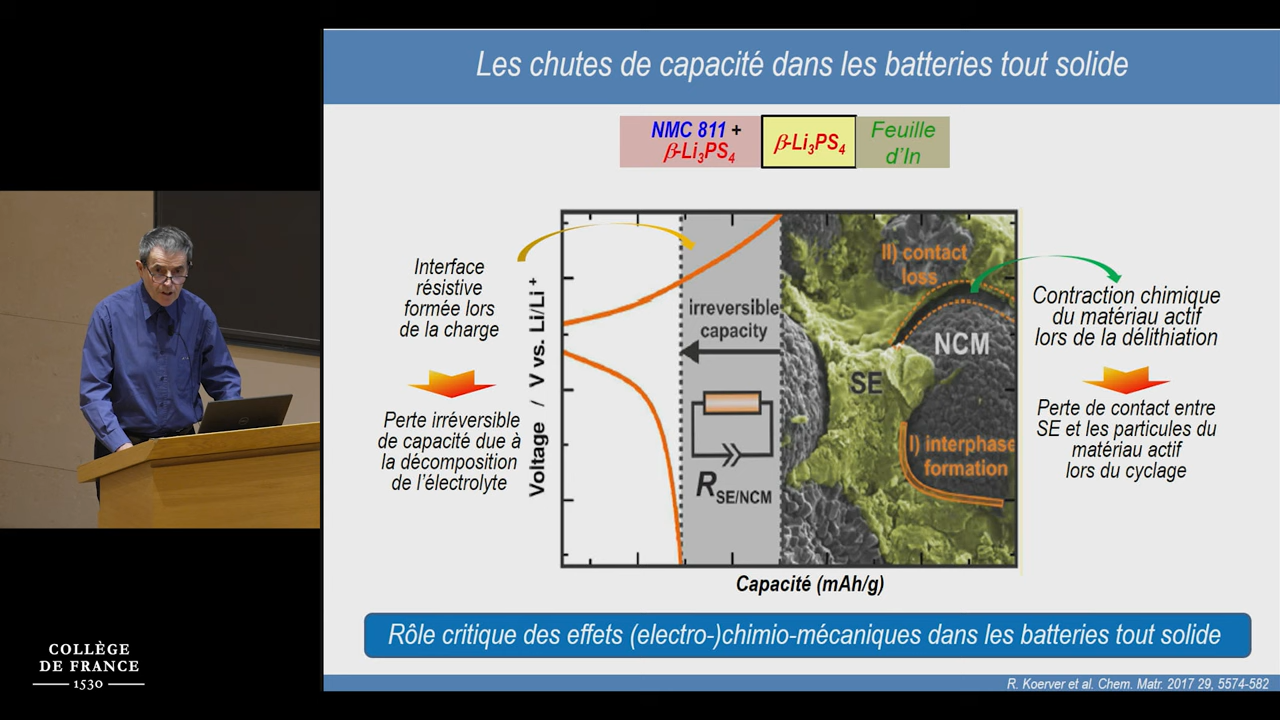 Les chutes de capacité dans les batteries tout solide
NMC 811 +
β-Li3PS4
β-Li3PS4
Feuille
d'In
Interface
résistive
formée lors
de la charge
Perte irréversible
de capacité due à
la décomposition
de l'électrolyte
Voltage / V vs. Li/Li+
irreversible
capacity
R SE/NCM
SE
II) contact
loss
NCM
I) interphase
formation
Capacité (mAh/g)
Contraction chimique
du matériau actif
lors de la délithiation
Perte de contact entre
SE et les particules du
matériau actif
lors du cyclage
Rôle critique des effets (electro-)chimio-mécaniques dans les batteries tout solide
R. Koerver et al. Chem. Matr. 2017 29, 5574-582
COLLÈGE
DE FRANCE
1530